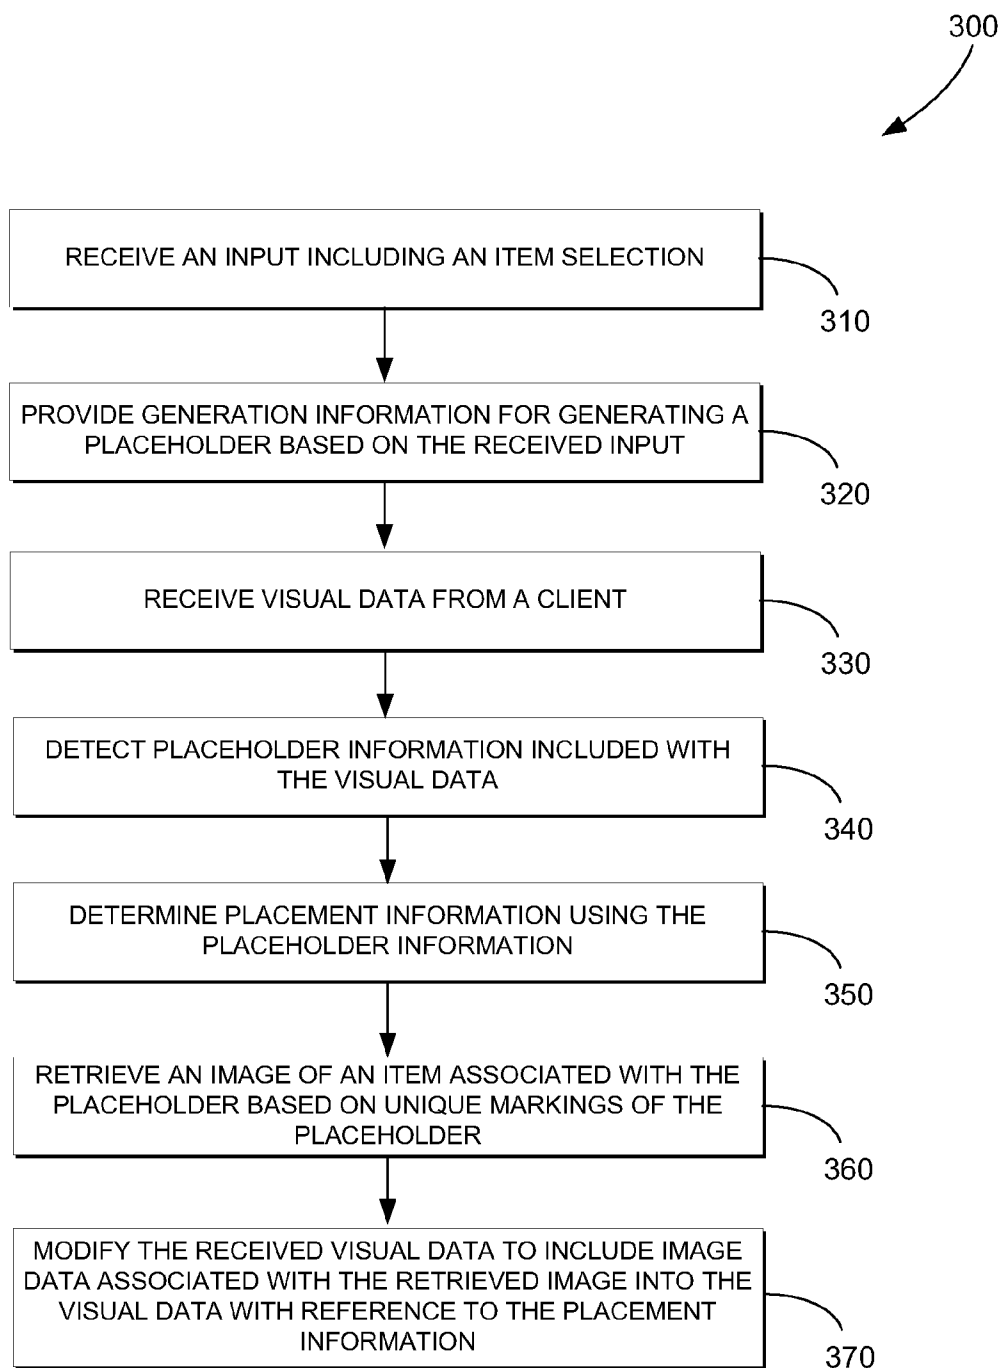 300
RECEIVE AN INPUT INCLUDING AN ITEM SELECTION
310
PROVIDE GENERATION INFORMATION FOR GENERATING A
PLACEHOLDER BASED ON THE RECEIVED INPUT
320
RECEIVE VISUAL DATA FROM A CLIENT
330
DETECT PLACEHOLDER INFORMATION INCLUDED WITH
THE VISUAL DATA
340
DETERMINE PLACEMENT INFORMATION USING THE
PLACEHOLDER INFORMATION
350
RETRIEVE AN IMAGE OF AN ITEM ASSOCIATED WITH THE
PLACEHOLDER BASED ON UNIQUE MARKINGS OF THE
PLACEHOLDER
360
MODIFY THE RECEIVED VISUAL DATA TO INCLUDE IMAGE
DATA ASSOCIATED WITH THE RETRIEVED IMAGE INTO THE
VISUAL DATA WITH REFERENCE TO THE PLACEMENT
INFORMATION
370